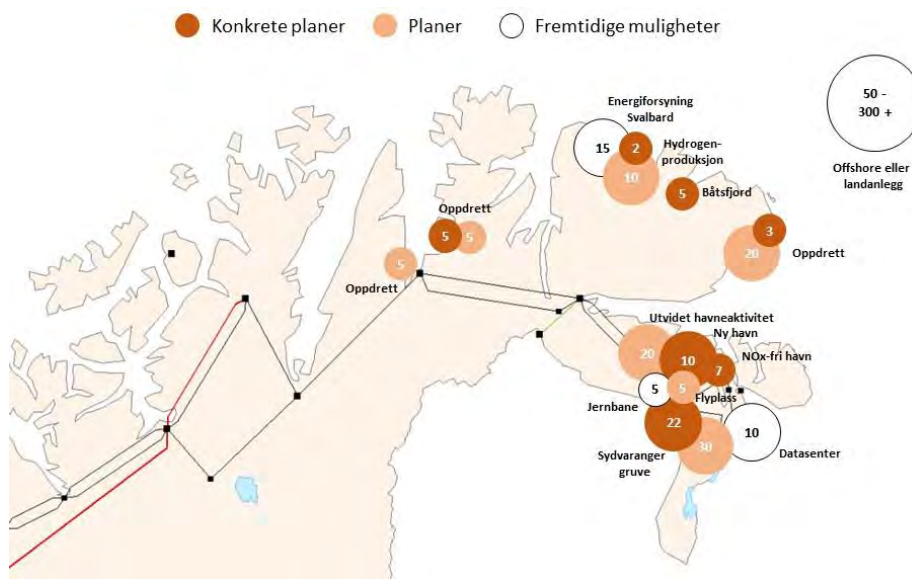 Konkrete planer
Planer
Fremtidige muligheter
50 -
300 +
Offshore eller
landanlegg
Energiforsyning
Svalbard
15
2
Hydrogen-
produksjon
10
5
Båtsfjord
Oppdrett
5
5
5
Oppdrett
3
20
Oppdrett
Utvidet havneaktivitet
Ny havn
20
10
7
NOx-fri havn
5
5
Flyplass
Jernbane
22
30
10
Sydvaranger
gruve
Datasenter